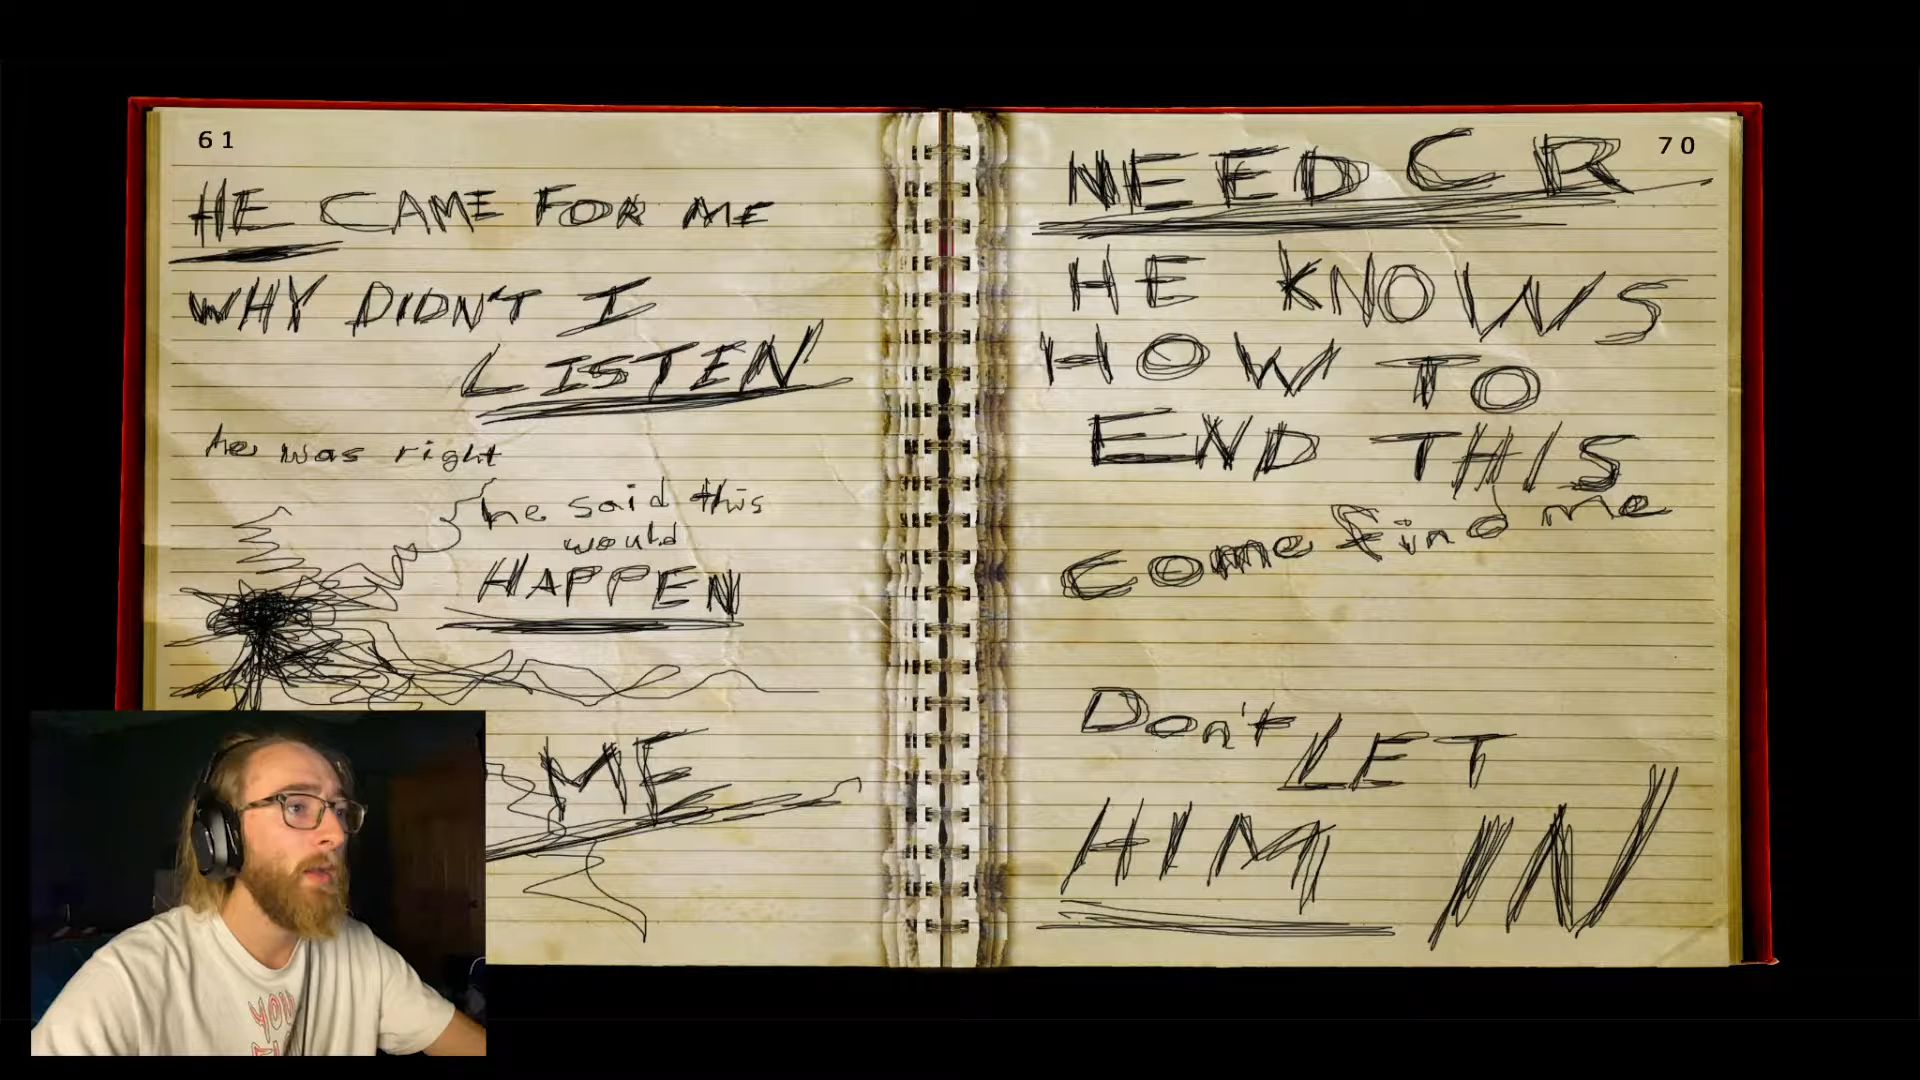 61
HE CAME FOR ME
WHY DIDN'T I
LISTEN
he was right
he said this
would
HAPPEN
ME
70
NEED CR
HE KNOWS
HOW TO
END THIS
come find me
Don't LET
HIM IN
YOU